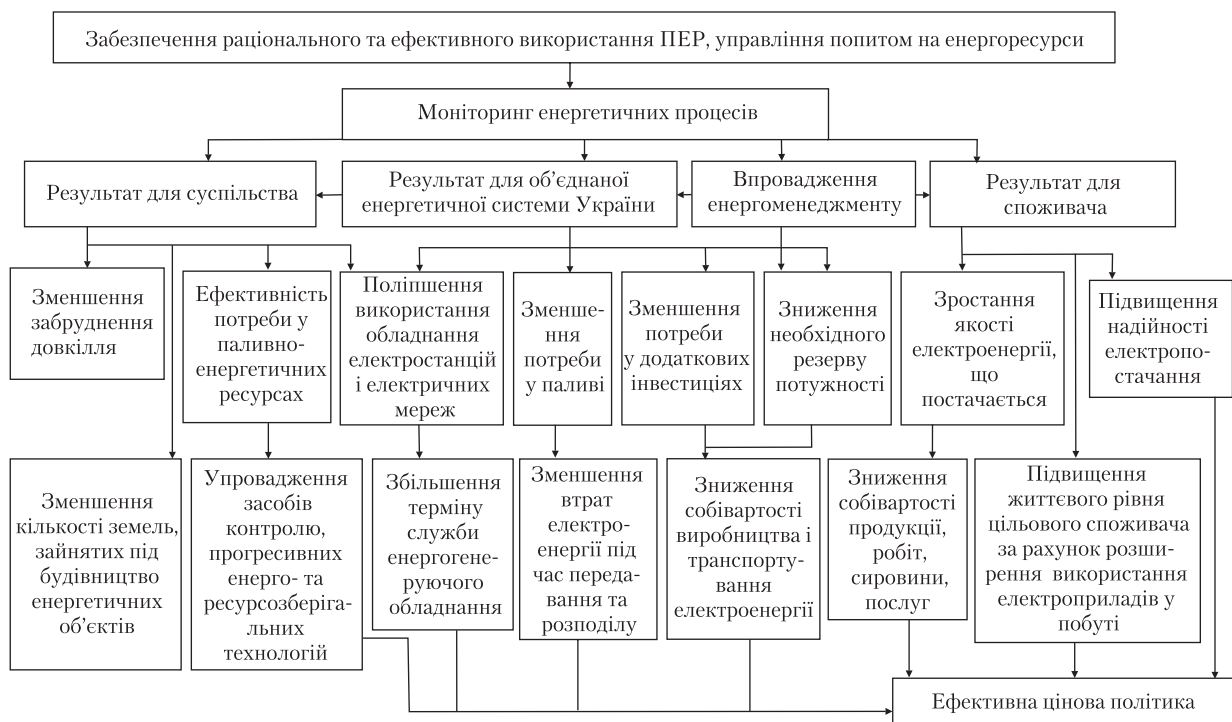 Забезпечення раціонального та ефективного використання ПЕР, управління попитом на енергоресурси
Моніторинг енергетичних процесів
Результат для суспільства
Результат для об’єднаної
енергетичної системи України
Впровадження
енергоменеджменту
Результат для
споживача
Зменшення
забруднення
довкілля
Ефективність
потреби у
паливно-
енергетичних
ресурсах
Поліпшення
використання
обладнання
електростанцій
і електричних
мереж
Зменше-
ння
потреби
у паливі
Зменшення
потреби
у додаткових
інвестиціях
Зниження
необхідного
резерву
потужності
Зростання
якості
електроенергії,
що
постачається
Підвищення
надійності
електропо-
стачання
Зменшення
кількості земель,
зайнятих під
будівництво
енергетичних
об’єктів
Упровадження
засобів
контролю,
прогресивних
енерго- та
ресурсозберіга-
льних
технологій
Збільшення
терміну
служби
енергогене-
руючого
обладнання
Зменшення
втрат
електро-
енергії під
час переда-
вання та
розподілу
Зниження
собівартості
виробництва і
транспорту-
вання
електроенергії
Зниження
собівартості
продукції,
робіт,
сировини,
послуг
Підвищення
життєвого рівня
цільового споживача
за рахунок розши-
рення використання
електроприладів у
побуті
Ефективна цінова політика